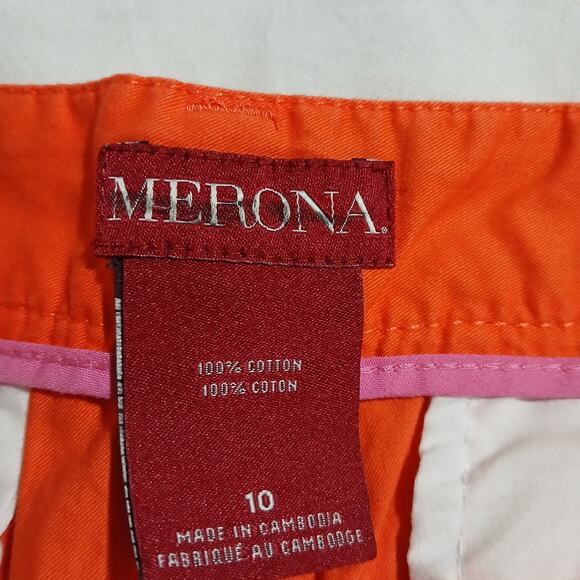 MERONA.
100% COTTON
100% COTON
10
MADE IN CAMBODIA
FABRIQUÉ AU CAMBODGE